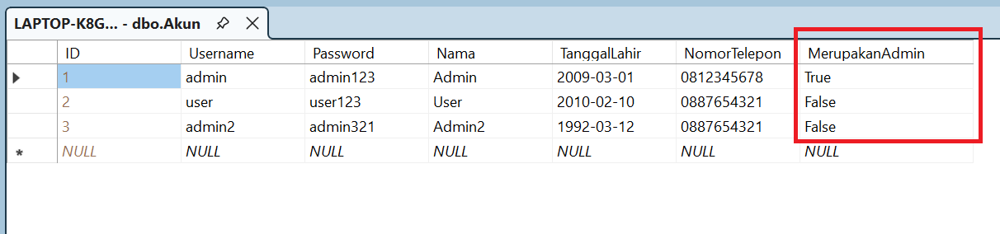 LAPTOP-K8G... - dbo.Akun
ID Username Password Nama TanggalLahir NomorTelepon MerupakanAdmin
1 admin admin123 Admin 2009-03-01 0812345678 True
2 user user123 User 2010-02-10 0887654321 False
3 admin2 admin321 Admin2 1992-03-12 0887654321 False
* NULL NULL NULL NULL NULL NULL NULL